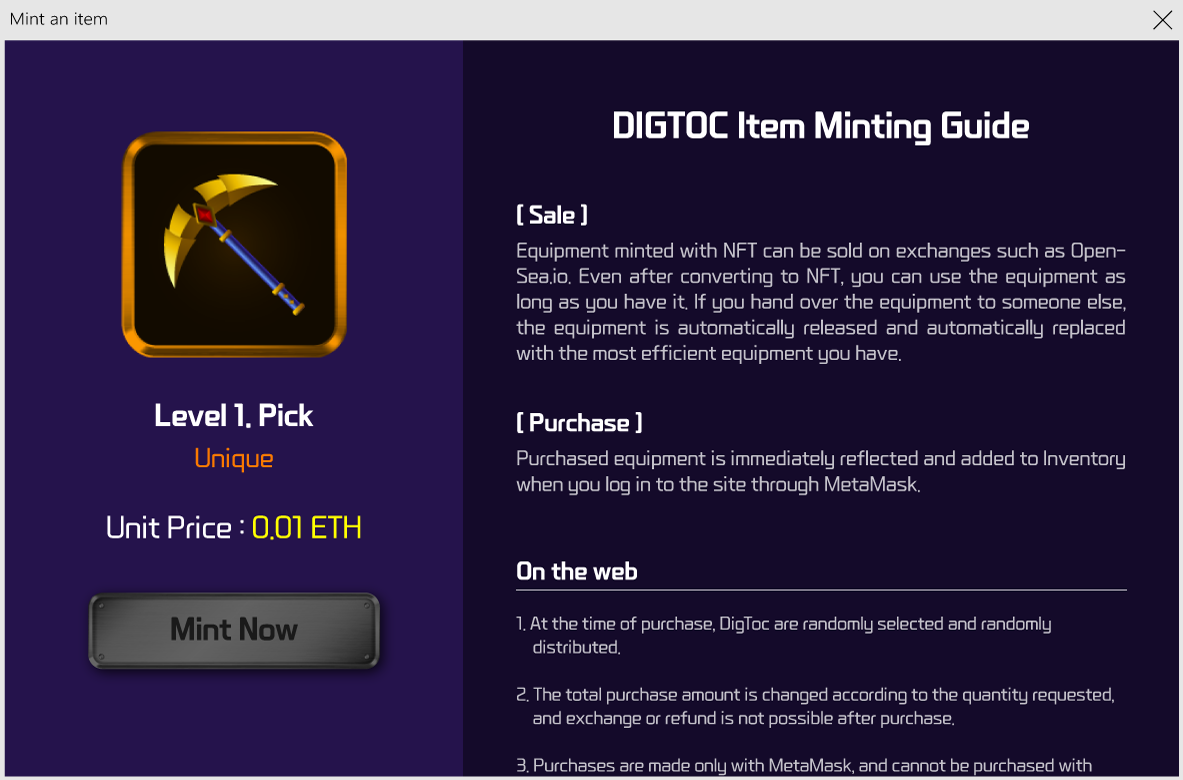 Mint an item
DIGTOC Item Minting Guide
[ Sale ]
Equipment minted with NFT can be sold on exchanges such as Open-
Sea.io. Even after converting to NFT, you can use the equipment as
long as you have it. If you hand over the equipment to someone else,
the equipment is automatically released and automatically replaced
with the most efficient equipment you have.
Level 1. Pick
Unique
Unit Price : 0.01 ETH
Mint Now
[ Purchase ]
Purchased equipment is immediately reflected and added to Inventory
when you log in to the site through MetaMask.
On the web
1. At the time of purchase, DigToc are randomly selected and randomly
distributed.
2. The total purchase amount is changed according to the quantity requested,
and exchange or refund is not possible after purchase.
3. Purchases are made only with MetaMask, and cannot be purchased with